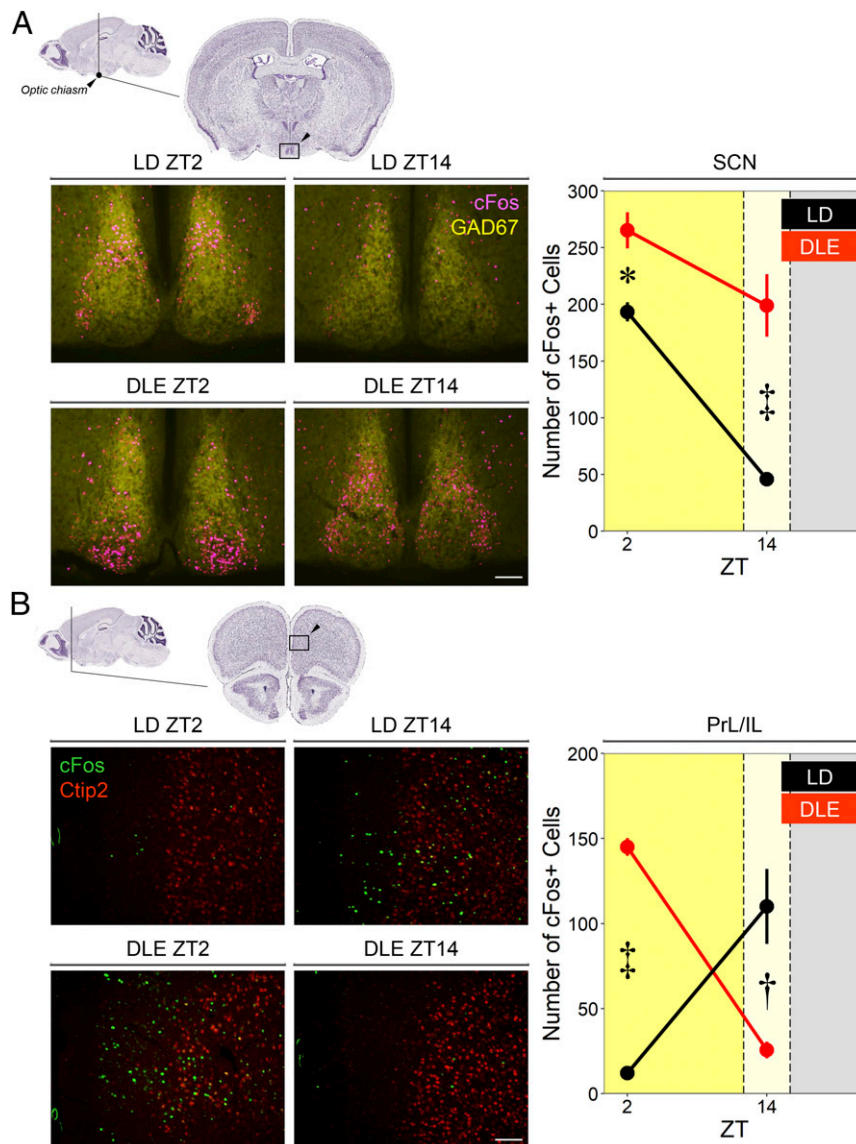 A
Optic chiasm
LD ZT2
LD ZT14
SCN
cFos
GAD67
DLE ZT2
DLE ZT14
Number of cFos+ Cells
300
250
200
150
100
50
0
LD
DLE
*
‡
2
14
ZT
B
LD ZT2
LD ZT14
PrL/IL
cFos
Ctip2
DLE ZT2
DLE ZT14
Number of cFos+ Cells
200
150
100
50
0
LD
DLE
‡
†
2
14
ZT